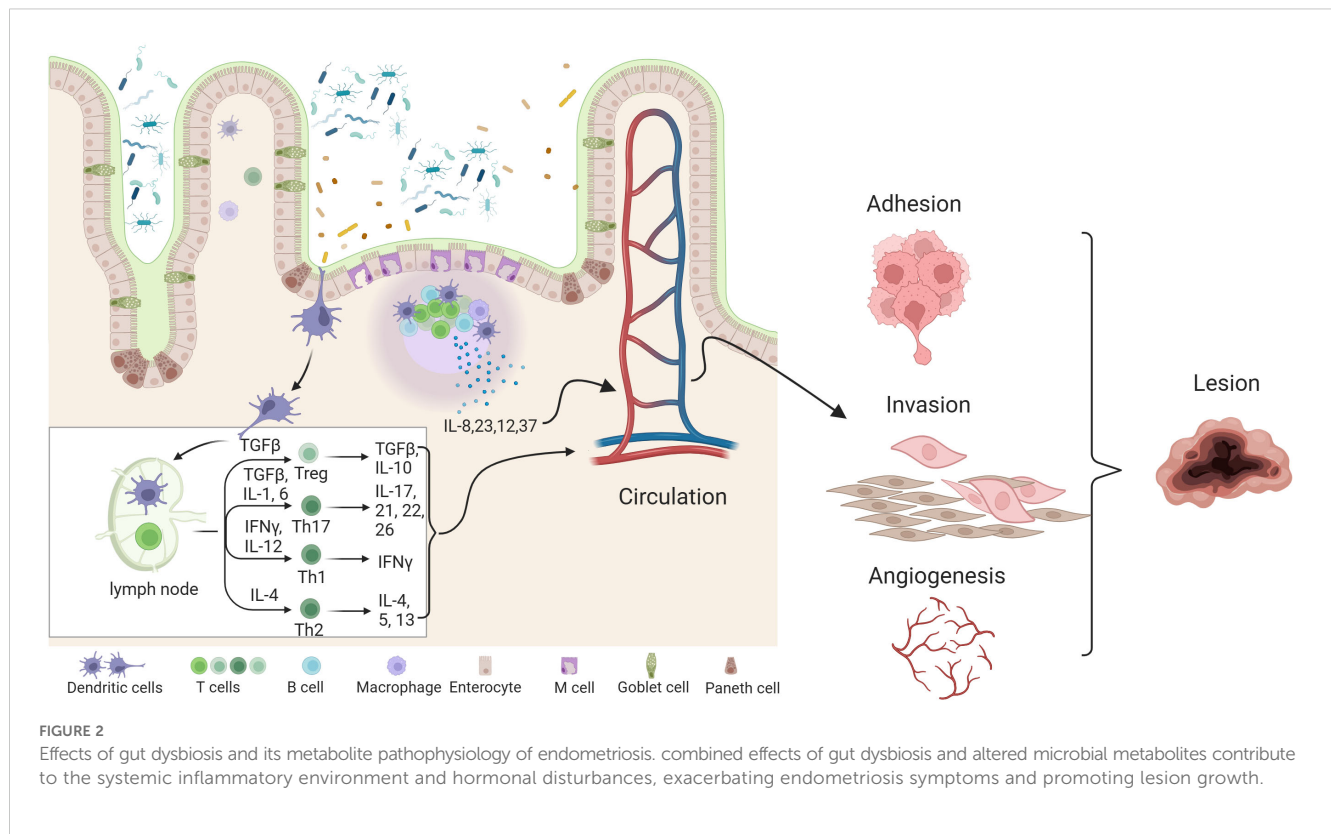 Adhesion
Lesion
IL-8,23,12,37
Invasion
Circulation
TGFβ
Treg
TGFβ,
IL-10
TGFβ,
IL-1, 6
Th17
IL-17,
21, 22,
26
IFNγ,
IL-12
Th1
IFNγ
IL-4
Th2
IL-4,
5, 13
lymph node
Angiogenesis
Dendritic cells
T cells
B cell
Macrophage
Enterocyte
M cell
Goblet cell
Paneth cell
FIGURE 2
Effects of gut dysbiosis and its metabolite pathophysiology of endometriosis. combined effects of gut dysbiosis and altered microbial metabolites contribute
to the systemic inflammatory environment and hormonal disturbances, exacerbating endometriosis symptoms and promoting lesion growth.